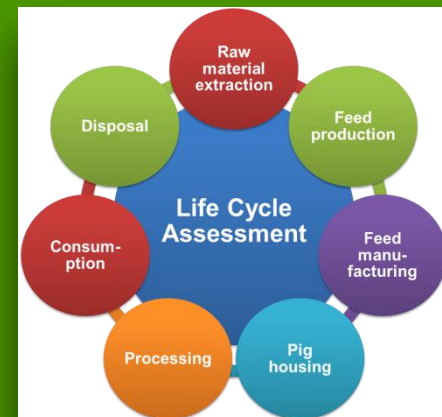 Raw
material
extraction
Feed
production
Feed
manu-
facturing
Pig
housing
Processing
Consum-
ption
Disposal
Life Cycle
Assessment